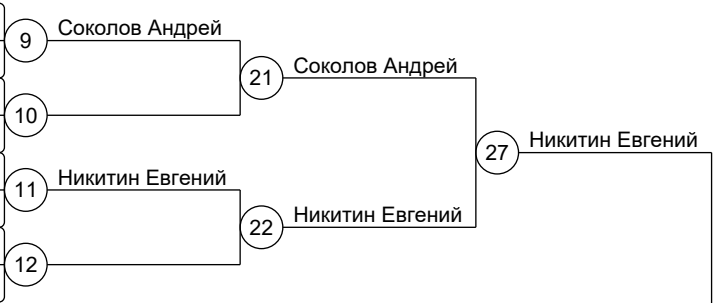 9 Соколов Андрей
21 Соколов Андрей
10
27 Никитин Евгений
11 Никитин Евгений
22 Никитин Евгений
12